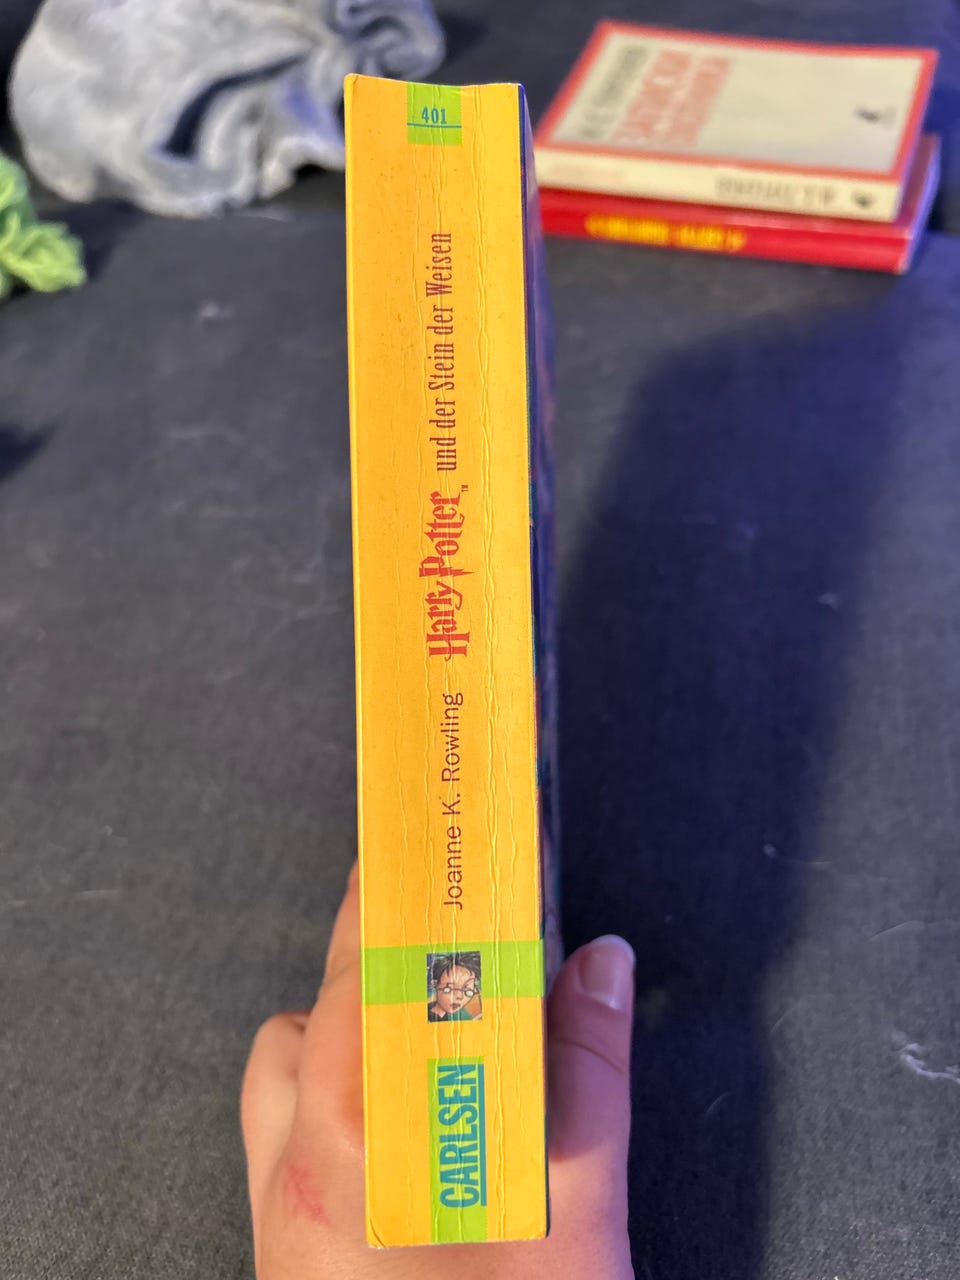 401
Joanne K. Rowling Harry Potter™ und der Stein der Weisen
CARLSEN